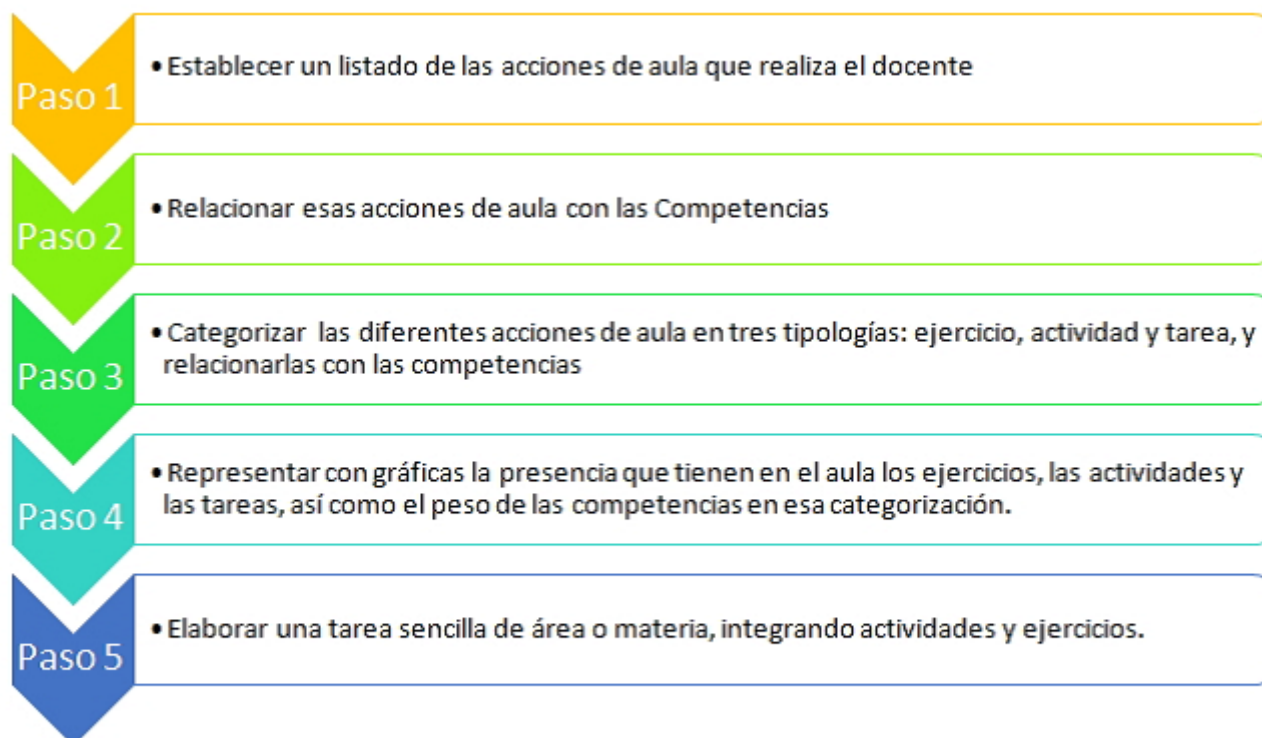 Paso 1
• Establecer un listado de las acciones de aula que realiza el docente
Paso 2
• Relacionar esas acciones de aula con las Competencias
Paso 3
• Categorizar las diferentes acciones de aula en tres tipologías: ejercicio, actividad y tarea, y
relacionarlas con las competencias
Paso 4
• Representar con gráficas la presencia que tienen en el aula los ejercicios, las actividades y
las tareas, así como el peso de las competencias en esa categorización.
Paso 5
• Elaborar una tarea sencilla de área o materia, integrando actividades y ejercicios.